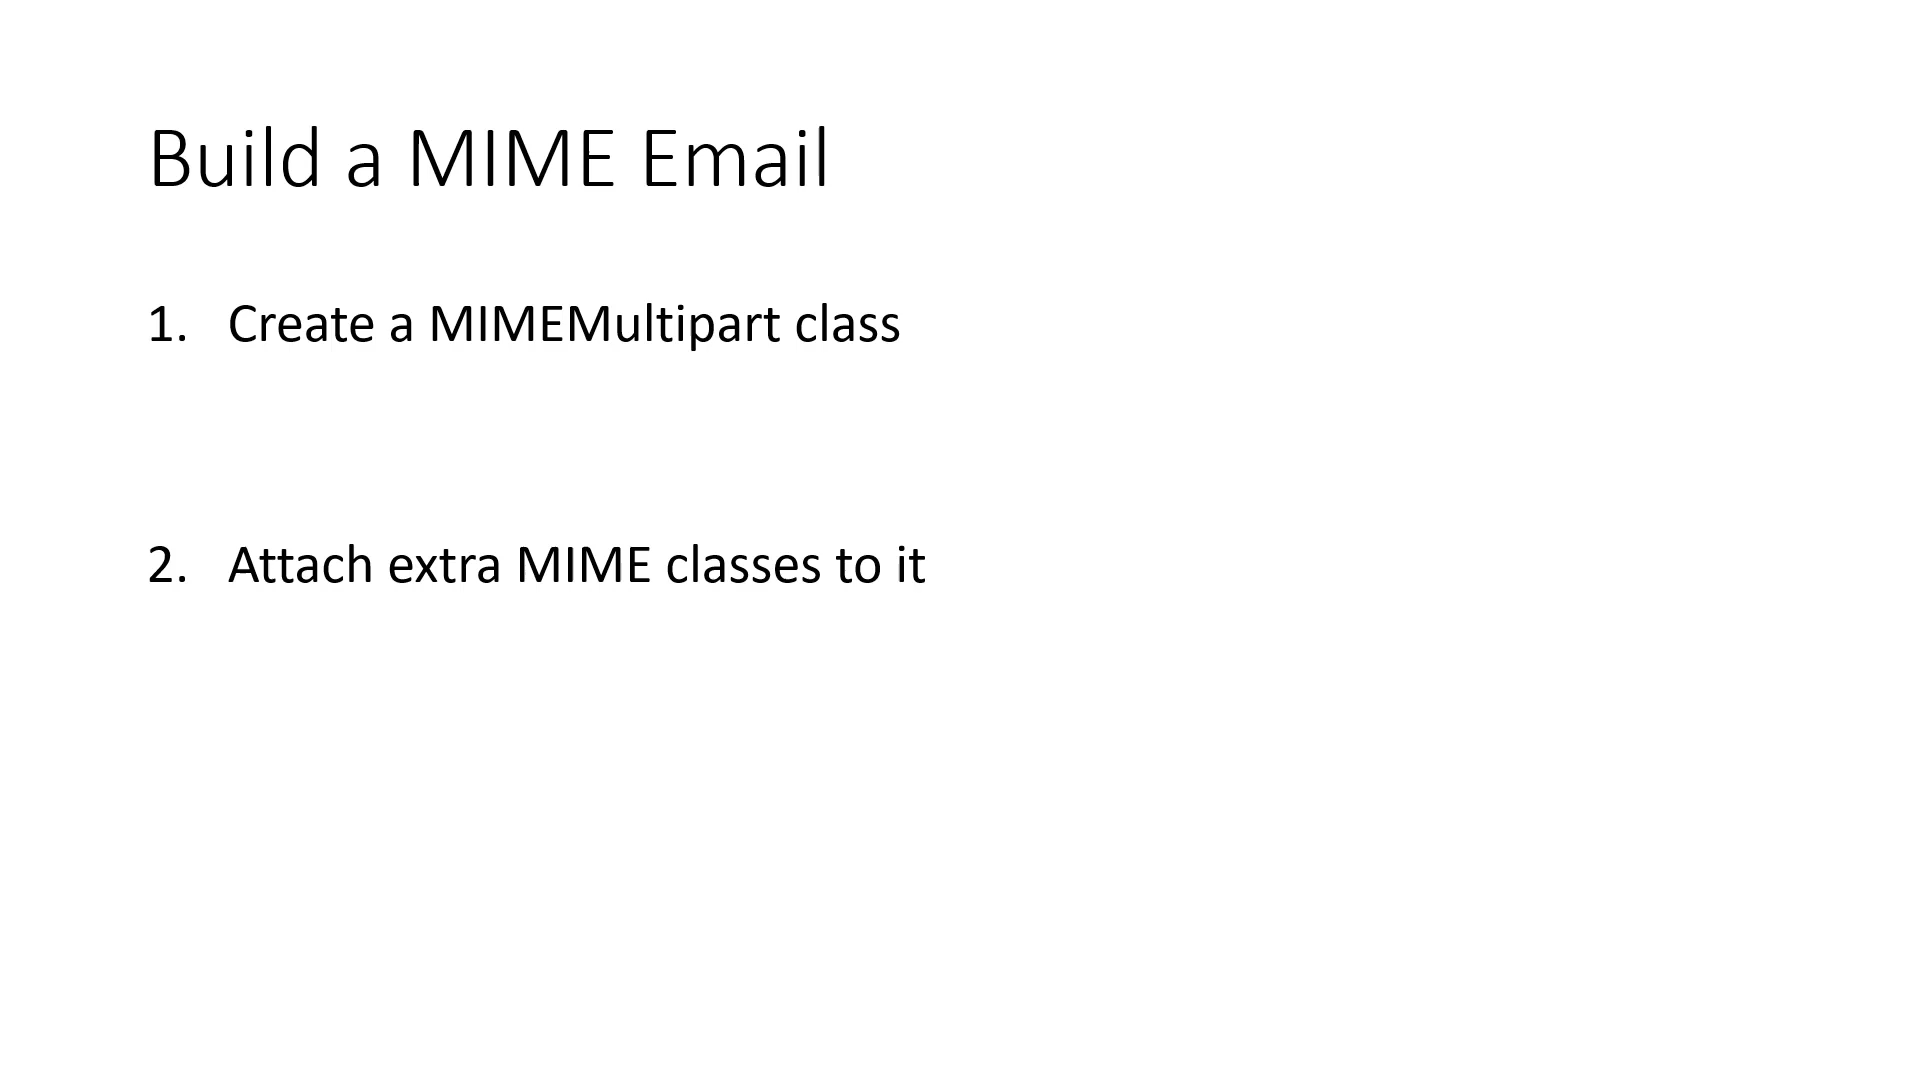 Build a MIME Email
1. Create a MIMEMultipart class
2. Attach extra MIME classes to it